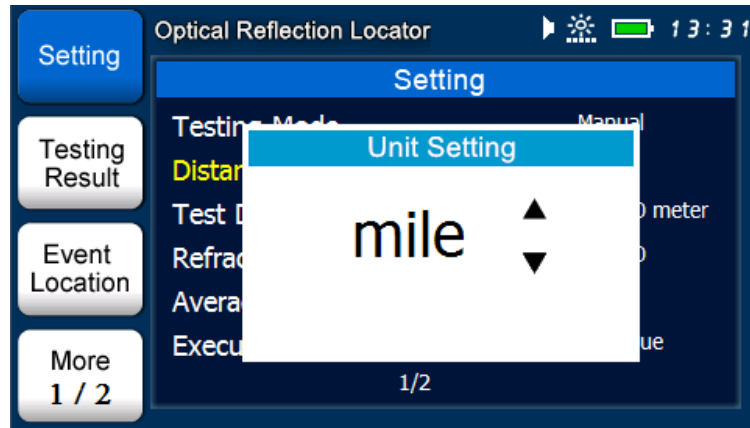 Setting
Optical Reflection Locator 13:31
Setting
Testing Mode Manual
Unit Setting
Testing Result
mile
meter
Event Location
More
1 / 2
1/2